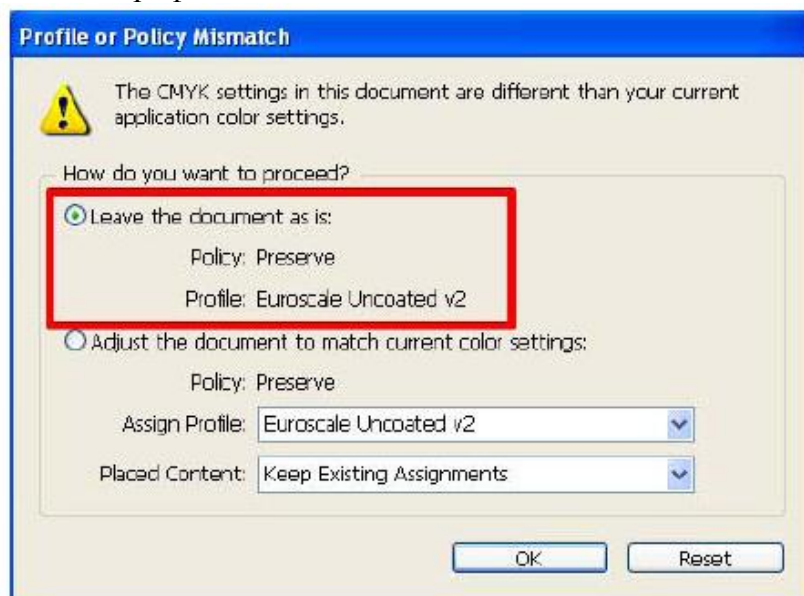 Profile or Policy Mismatch
The CMYK settings in this document are different than your current
application color settings.
How do you want to proceed?
Leave the document as is:
Policy: Preserve
Profile: Euroscale Uncoated v2
Adjust the document to match current color settings:
Policy: Preserve
Assign Profile: Euroscale Uncoated v2
Placed Content: Keep Existing Assignments
OK Reset